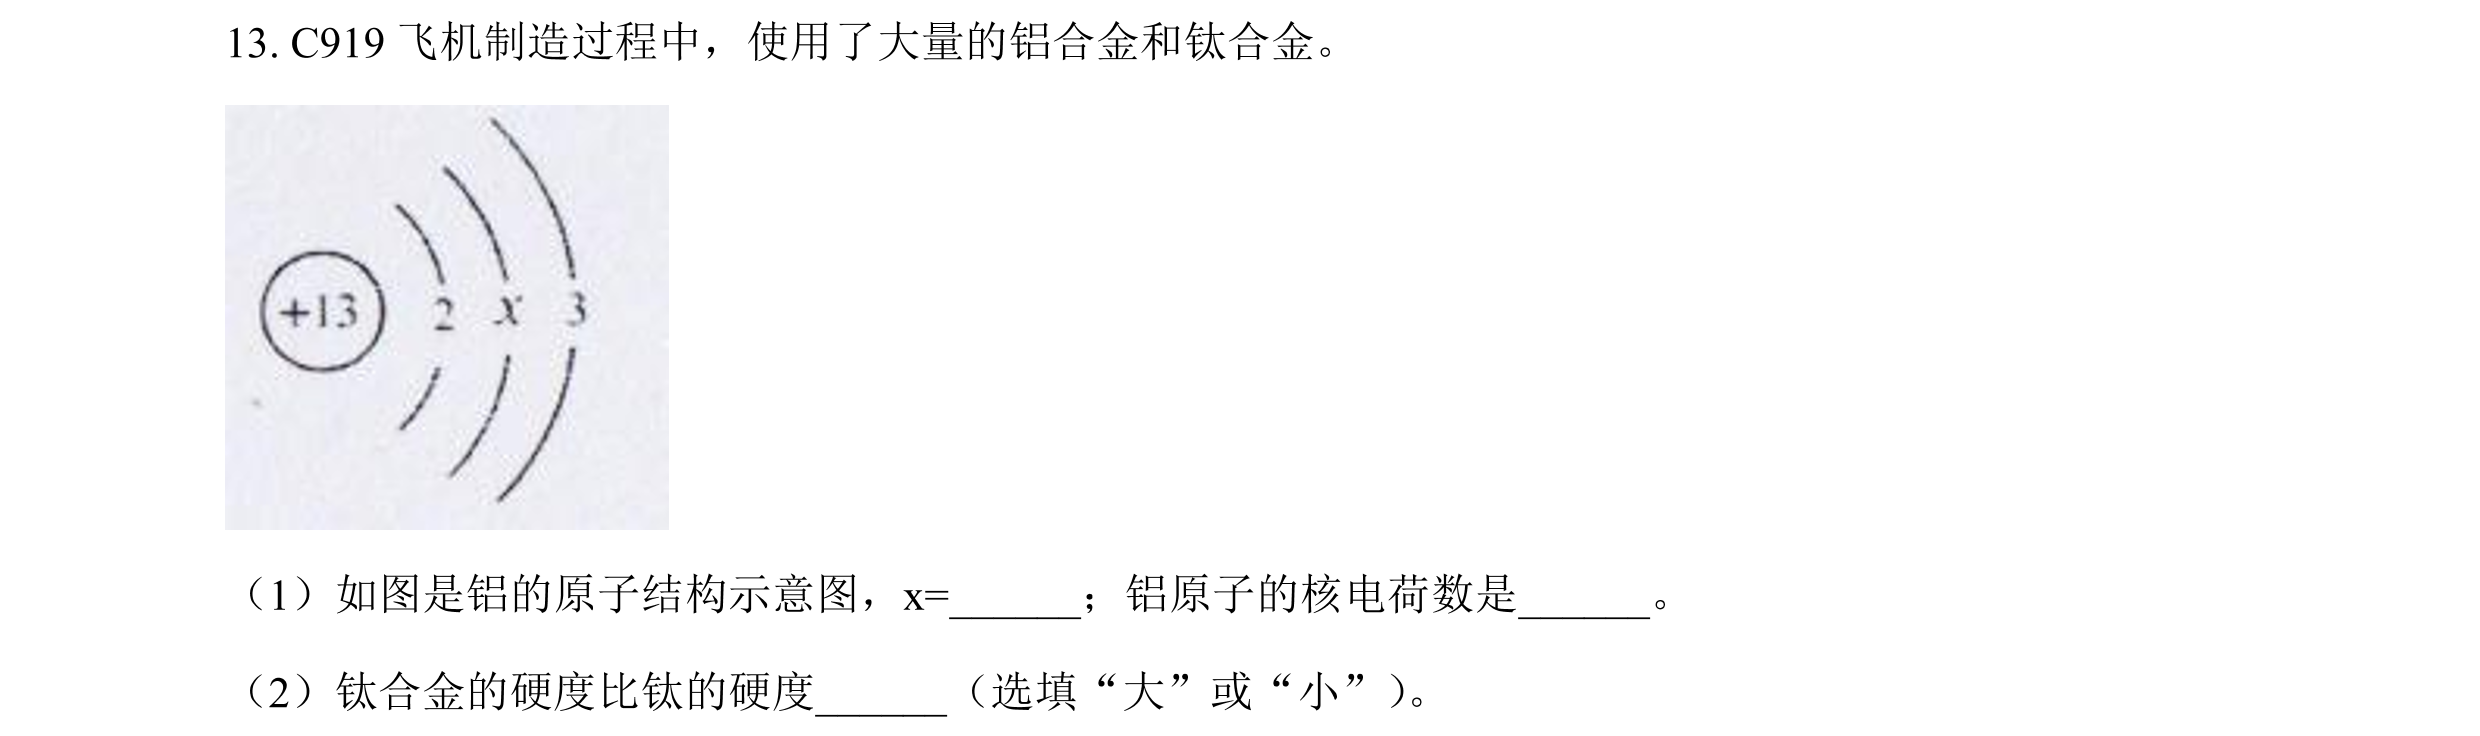 13. C919 飞机制造过程中，使用了大量的铝合金和钛合金。
+13 2 x 3
（1）如图是铝的原子结构示意图，x=______；铝原子的核电荷数是______。
（2）钛合金的硬度比钛的硬度______（选填“大”或“小”）。